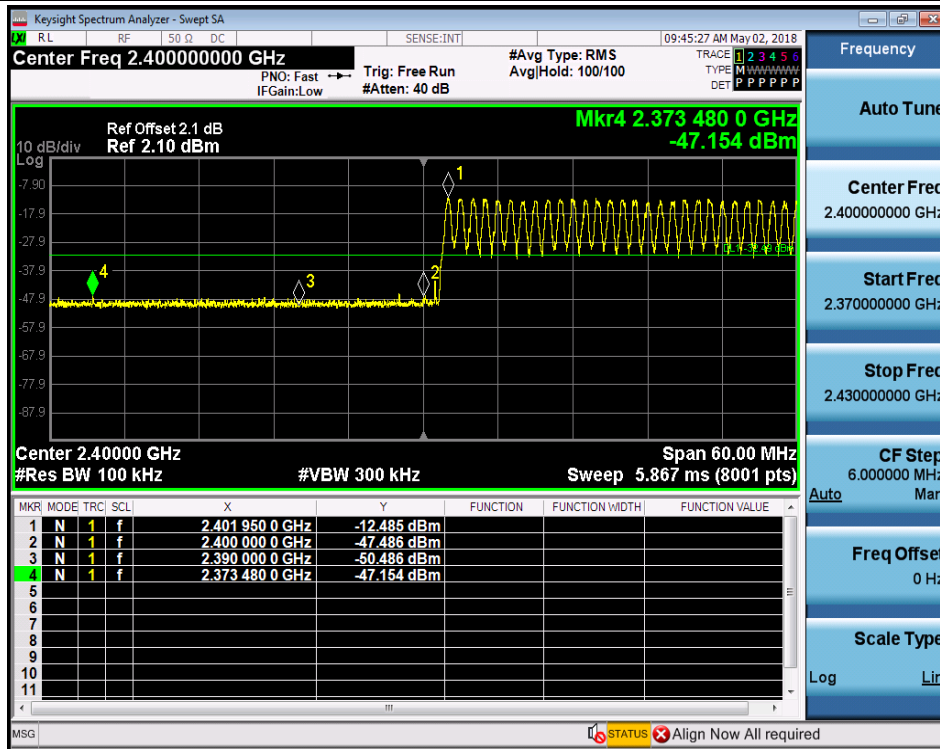 Keysight Spectrum Analyzer - Swept SA
LXI RL RF 50 Ω DC SENSE:INT 09:45:27 AM May 02, 2018
Center Freq 2.400000000 GHz
PNO: Fast
IFGain:Low
Trig: Free Run
#Atten: 40 dB
#Avg Type: RMS
Avg|Hold: 100/100
TRACE 1 2 3 4 5 6
TYPE M W W W W W
DET P P P P P P
Mkr4 2.373 480 0 GHz
-47.154 dBm
Ref Offset 2.1 dB
10 dB/div Ref 2.10 dBm
Log
-7.90
-17.9
-27.9
-37.9
-47.9
-57.9
-67.9
-77.9
-87.9
1
2
3
4
DL1 -32.49 dBm
Center 2.40000 GHz Span 60.00 MHz
#Res BW 100 kHz #VBW 300 kHz Sweep 5.867 ms (8001 pts)
MKR MODE TRC SCL X Y FUNCTION FUNCTION WIDTH FUNCTION VALUE
1 N 1 f 2.401 950 0 GHz -12.485 dBm
2 N 1 f 2.400 000 0 GHz -47.486 dBm
3 N 1 f 2.390 000 0 GHz -50.486 dBm
4 N 1 f 2.373 480 0 GHz -47.154 dBm
5
6
7
8
9
10
11
MSG STATUS Align Now All required
Frequency
Auto Tune
Center Freq
2.400000000 GHz
Start Freq
2.370000000 GHz
Stop Freq
2.430000000 GHz
CF Step
6.000000 MHz
Auto Man
Freq Offset
0 Hz
Scale Type
Log Lin